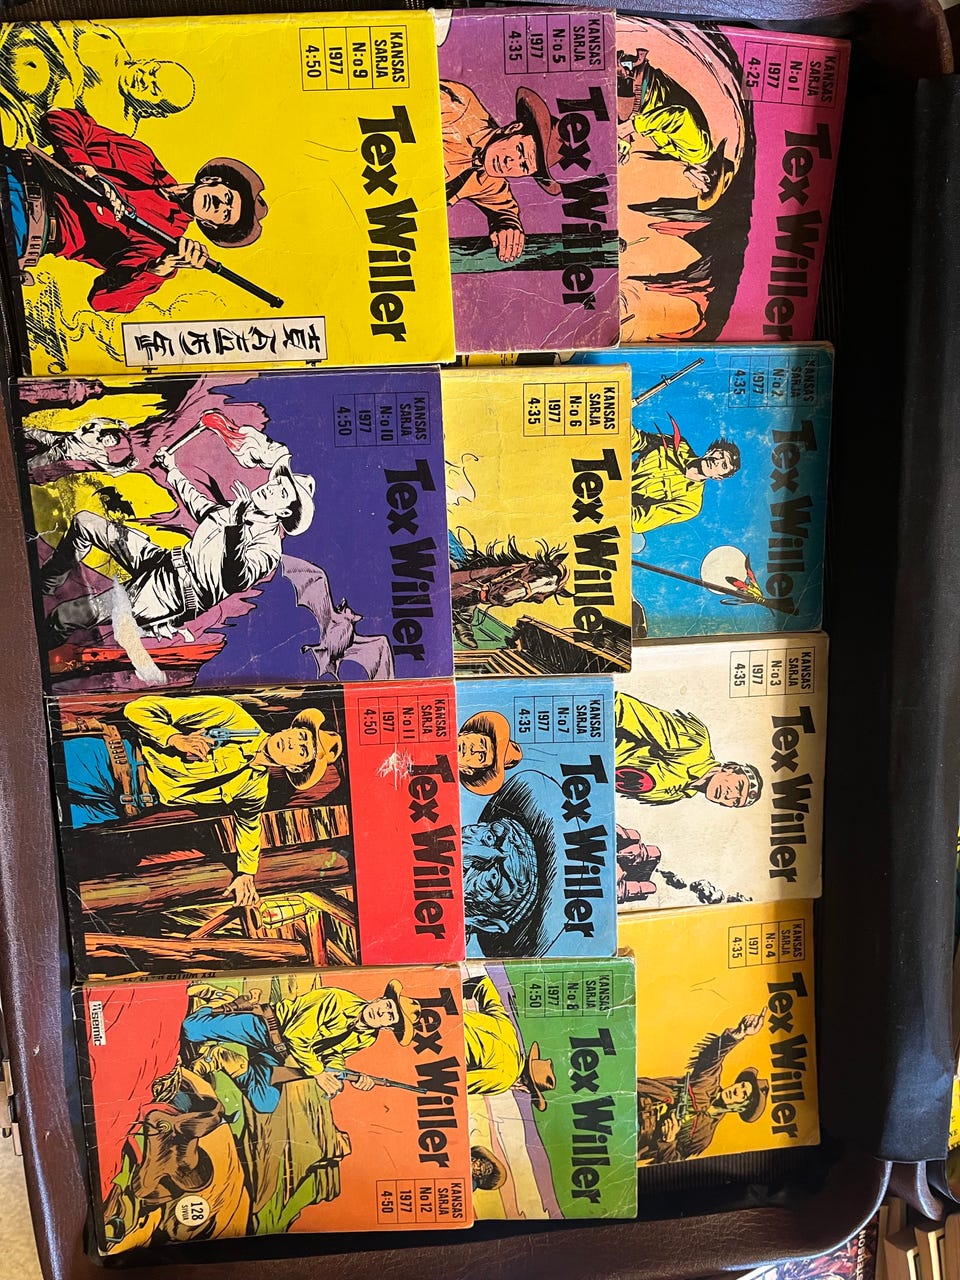 KANSAS
SARJA
N:o 1
1977
4:25
Tex Willer
KANSAS
SARJA
N:o 2
1977
4:35
Tex Willer
KANSAS
SARJA
N:o 3
1977
4:35
Tex Willer
KANSAS
SARJA
N:o 4
1977
4:35
Tex Willer
KANSAS
SARJA
N:o 5
1977
4:35
Tex Willer
KANSAS
SARJA
N:o 6
1977
4:35
Tex Willer
KANSAS
SARJA
N:o 7
1977
4:35
Tex Willer
KANSAS
SARJA
N:o 8
1977
4:50
Tex Willer
KANSAS
SARJA
N:o 9
1977
4:50
Tex Willer
KANSAS
SARJA
N:o 10
1977
4:50
Tex Willer
KANSAS
SARJA
N:o 11
1977
4:50
Tex Willer
Tex Willer
KANSAS
SARJA
No 12
1977
4:50
128
SIVUA